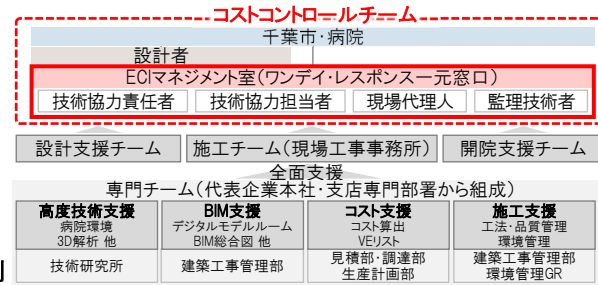 コストコントロールチーム
千葉市・病院
設計者
ECIマネジメント室(ワンデイ・レスポンス一元窓口)
技術協力責任者 技術協力担当者 現場代理人 監理技術者
設計支援チーム 施工チーム(現場工事事務所) 開院支援チーム
全面支援
専門チーム(代表企業本社・支店専門部署から組成)
高度技術支援
病院環境
3D解析 他
技術研究所
BIM支援
デジタルモデルルーム
BIM総合図 他
建築工事管理部
コスト支援
コスト算出
VEリスト
見積部・調達部
生産計画部
施工支援
工法・品質管理
環境管理
建築工事管理部
環境管理GR